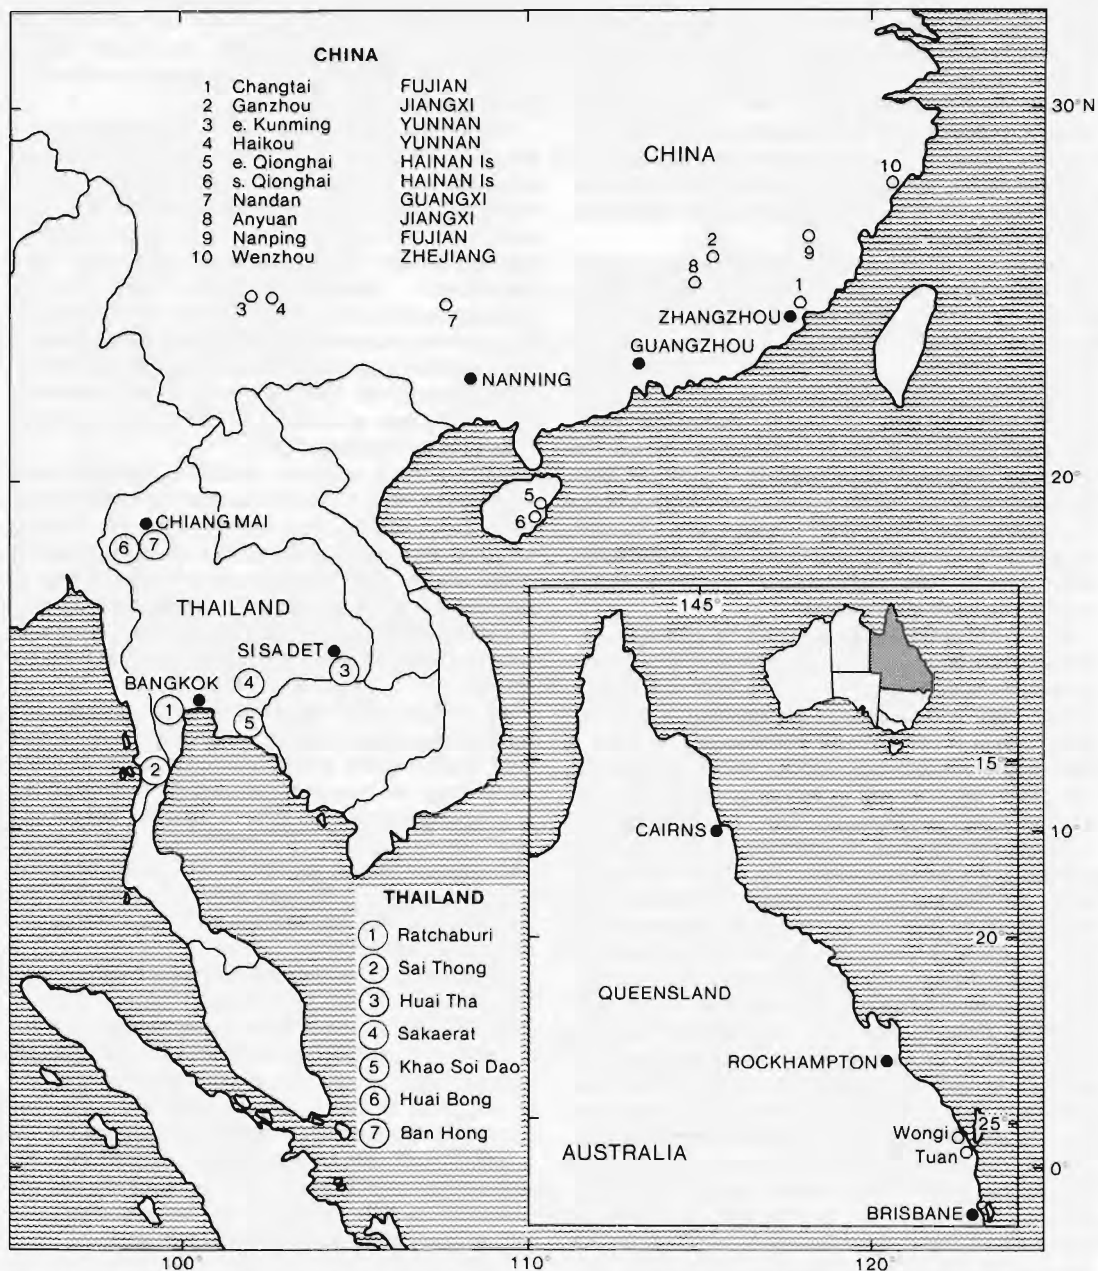 CHINA
1 Changtai FUJIAN
2 Ganzhou JIANGXI
3 e. Kunming YUNNAN
4 Haikou YUNNAN
5 e. Qionghai HAINAN Is
6 s. Qionghai HAINAN Is
7 Nandan GUANGXI
8 Anyuan JIANGXI
9 Nanping FUJIAN
10 Wenzhou ZHEJIANG
30°N
CHINA
10
2
9
8
3 4
7
1
ZHANGZHOU
GUANGZHOU
NANNING
20°
5
6
CHIANG MAI
6 7
THAILAND
SISADET
3
4
BANGKOK
1
5
2
145°
15°
CAIRNS
10°
THAILAND
1 Ratchaburi
2 Sai Thong
3 Huai Tha
4 Sakaerat
5 Khao Soi Dao
6 Huai Bong
7 Ban Hong
20°
QUEENSLAND
ROCKHAMPTON
25°
Wongi
Tuan
AUSTRALIA
0°
BRISBANE
100° 110° 120°